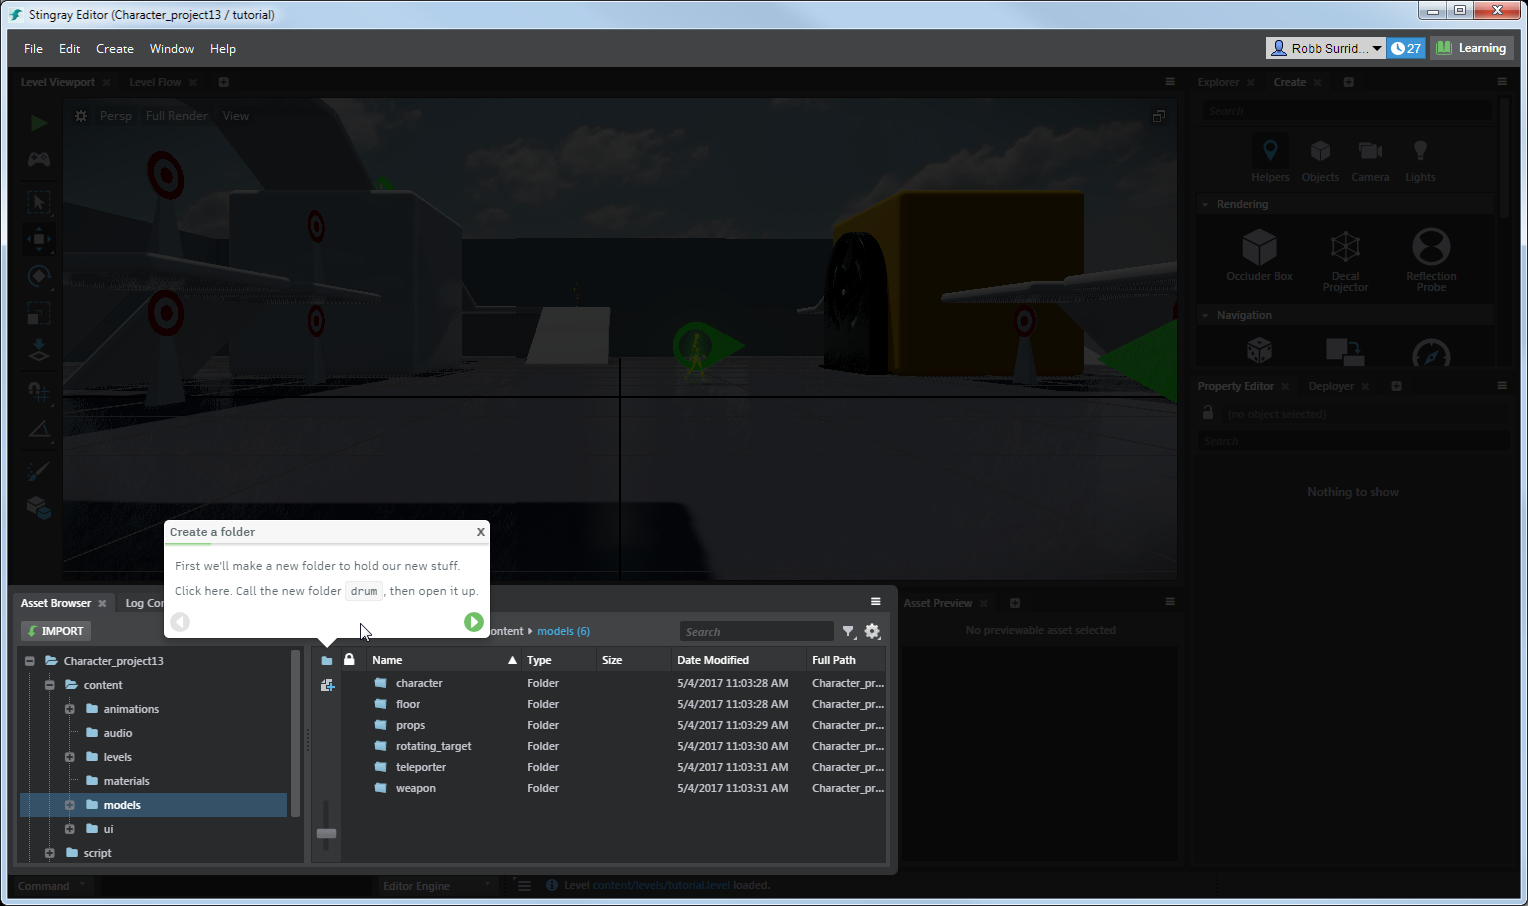 Stingray Editor (Character_project13 / tutorial)
File Edit Create Window Help
Robb Surrid... 27 Learning
Level Viewport Level Flow
Explorer Create
Persp Full Render View
Search
Helpers Objects Camera Lights
Rendering
Occluder Box Decal Projector Reflection Probe
Navigation
Property Editor Deployer
(no object selected)
Search
Nothing to show
Create a folder X
First we'll make a new folder to hold our new stuff.
Click here. Call the new folder drum, then open it up.
Asset Browser Log Con
Asset Preview
IMPORT
ontent models (6)
Search
No previewable asset selected
Character_project13
content
animations
audio
levels
materials
models
ui
script
Name Type Size Date Modified Full Path
character Folder 5/4/2017 11:03:28 AM Character_pr...
floor Folder 5/4/2017 11:03:28 AM Character_pr...
props Folder 5/4/2017 11:03:29 AM Character_pr...
rotating_target Folder 5/4/2017 11:03:30 AM Character_pr...
teleporter Folder 5/4/2017 11:03:31 AM Character_pr...
weapon Folder 5/4/2017 11:03:31 AM Character_pr...
Command Editor Engine Level content/levels/tutorial.level loaded.